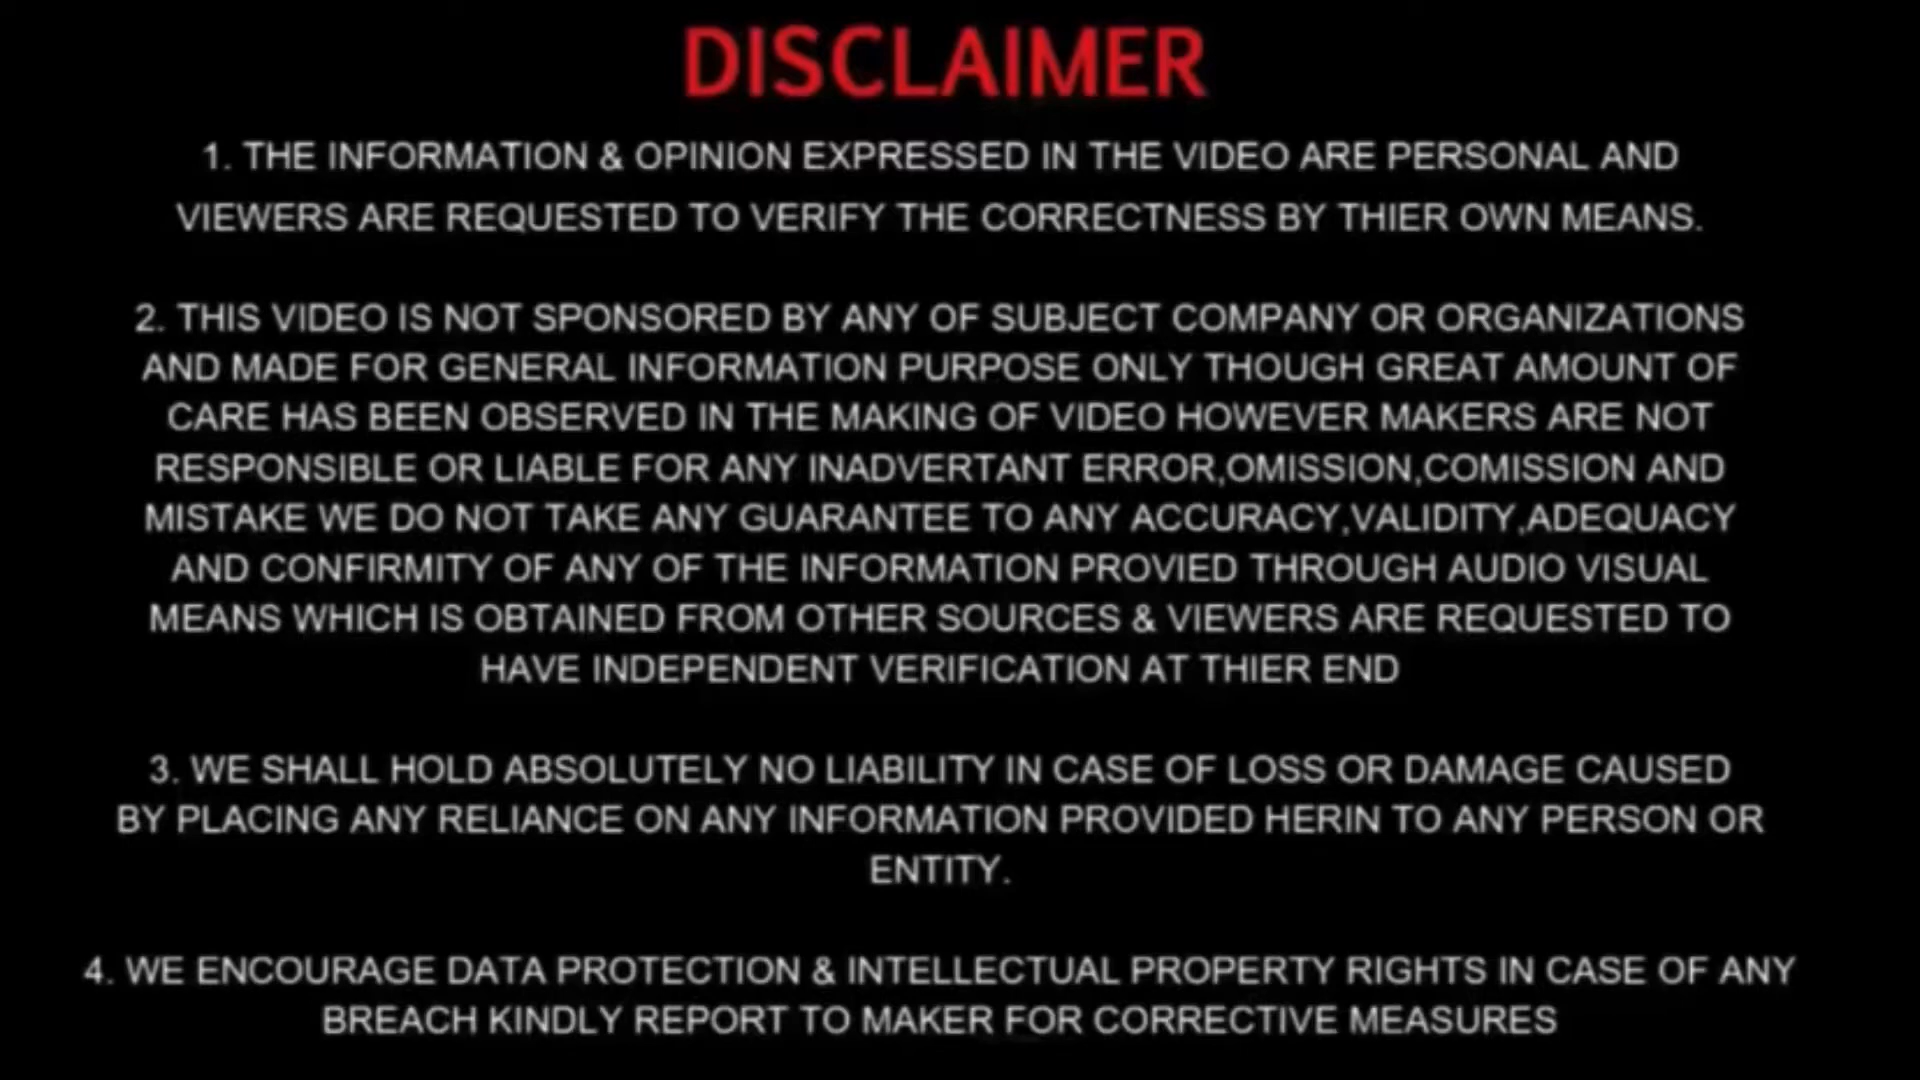 DISCLAIMER
1. THE INFORMATION & OPINION EXPRESSED IN THE VIDEO ARE PERSONAL AND
VIEWERS ARE REQUESTED TO VERIFY THE CORRECTNESS BY THIER OWN MEANS.
2. THIS VIDEO IS NOT SPONSORED BY ANY OF SUBJECT COMPANY OR ORGANIZATIONS
AND MADE FOR GENERAL INFORMATION PURPOSE ONLY THOUGH GREAT AMOUNT OF
CARE HAS BEEN OBSERVED IN THE MAKING OF VIDEO HOWEVER MAKERS ARE NOT
RESPONSIBLE OR LIABLE FOR ANY INADVERTANT ERROR,OMISSION,COMISSION AND
MISTAKE WE DO NOT TAKE ANY GUARANTEE TO ANY ACCURACY,VALIDITY,ADEQUACY
AND CONFIRMITY OF ANY OF THE INFORMATION PROVIED THROUGH AUDIO VISUAL
MEANS WHICH IS OBTAINED FROM OTHER SOURCES & VIEWERS ARE REQUESTED TO
HAVE INDEPENDENT VERIFICATION AT THIER END
3. WE SHALL HOLD ABSOLUTELY NO LIABILITY IN CASE OF LOSS OR DAMAGE CAUSED
BY PLACING ANY RELIANCE ON ANY INFORMATION PROVIDED HERIN TO ANY PERSON OR
ENTITY.
4. WE ENCOURAGE DATA PROTECTION & INTELLECTUAL PROPERTY RIGHTS IN CASE OF ANY
BREACH KINDLY REPORT TO MAKER FOR CORRECTIVE MEASURES